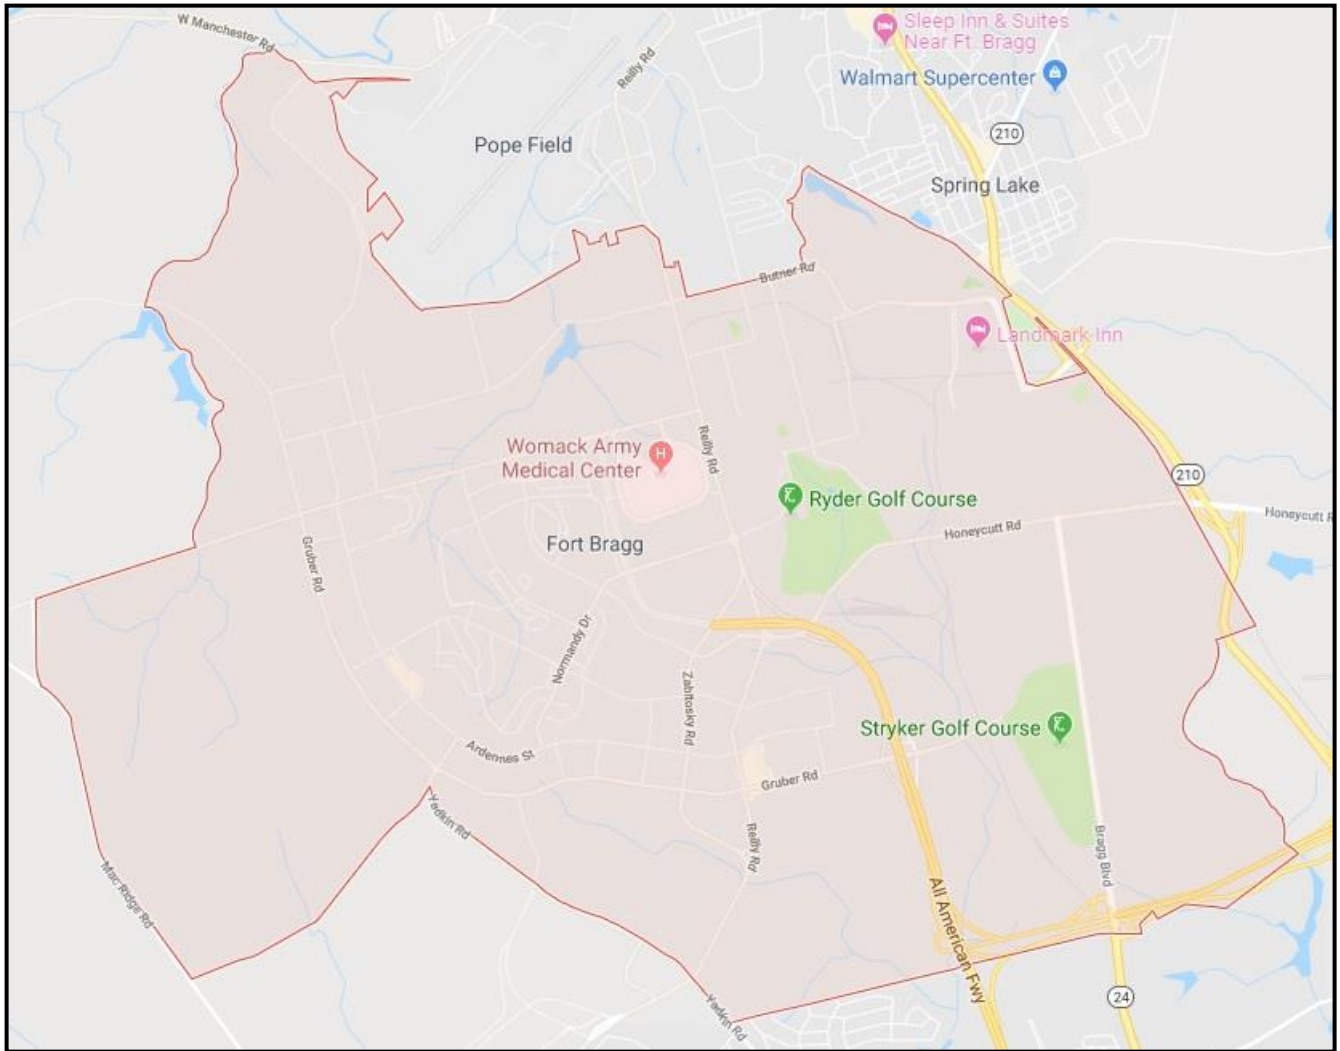 W Manchester Rd
Sleep Inn & Suites
Near Ft. Bragg
Reilly Rd
Walmart Supercenter
210
Pope Field
Spring Lake
Butner Rd
Landmark Inn
Womack Army
Medical Center
H
Reilly Rd
210
Ryder Golf Course
Honeycutt R
Honeycutt Rd
Fort Bragg
Gruber Rd
Normandy Dr
Zabitosky Rd
Stryker Golf Course
Ardennes St
Gruber Rd
Yadkin Rd
Reilly Rd
Bragg Blvd
Mac Ridge Rd
All American Fwy
24
Yadkin Rd